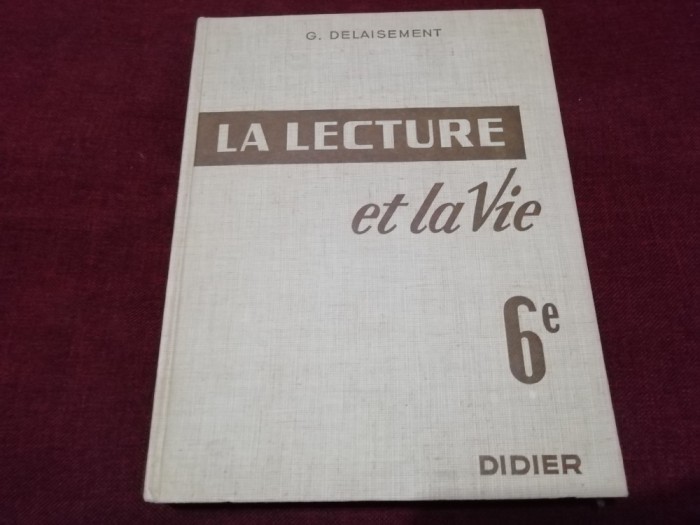 G. DELAISEMENT
LA LECTURE
et la Vie
6e
DIDIER